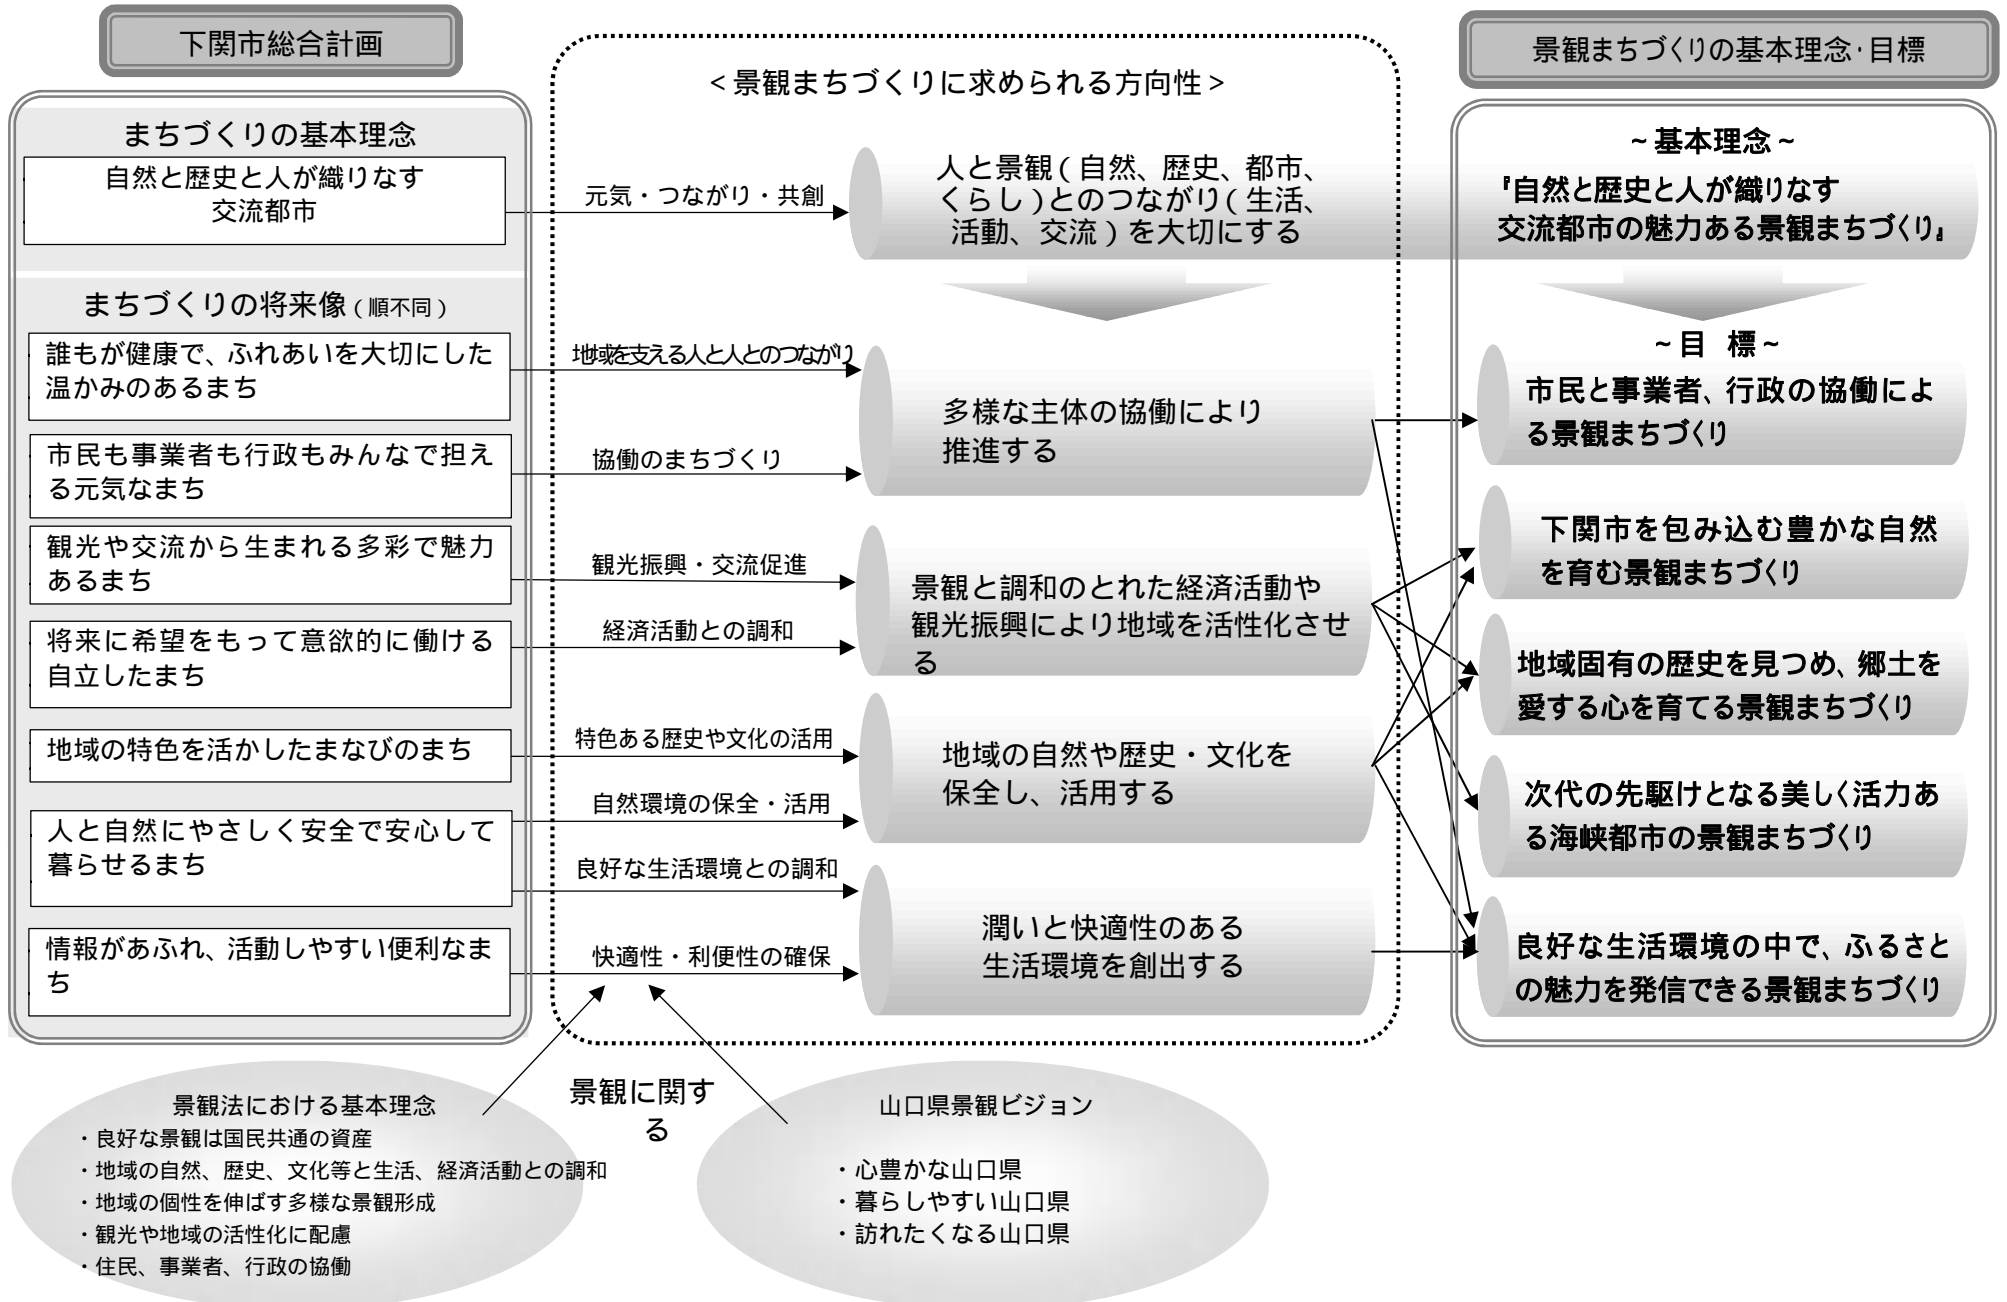 下関市総合計画
まちづくりの基本理念
自然と歴史と人が織りなす
交流都市
まちづくりの将来像（順不同）
誰もが健康で、ふれあいを大切にした
温かみのあるまち
市民も事業者も行政もみんなで担え
る元気なまち
観光や交流から生まれる多彩で魅力
あるまち
将来に希望をもって意欲的に働ける
自立したまち
地域の特色を活かしたまなびのまち
人と自然にやさしく安全で安心して
暮らせるまち
情報があふれ、活動しやすい便利なま
ち
＜景観まちづくりに求められる方向性＞
元気・つながり・共創
地域を支える人と人とのつながり
協働のまちづくり
観光振興・交流促進
経済活動との調和
特色ある歴史や文化の活用
自然環境の保全・活用
良好な生活環境との調和
快適性・利便性の確保
人と景観（自然、歴史、都市、
くらし）とのつながり（生活、
活動、交流）を大切にする
多様な主体の協働により
推進する
景観と調和のとれた経済活動や
観光振興により地域を活性化させ
る
地域の自然や歴史・文化を
保全し、活用する
潤いと快適性のある
生活環境を創出する
景観まちづくりの基本理念･目標
～基本理念～
『自然と歴史と人が織りなす
交流都市の魅力ある景観まちづくり』
～目 標～
市民と事業者、行政の協働によ
る景観まちづくり
下関市を包み込む豊かな自然
を育む景観まちづくり
地域固有の歴史を見つめ、郷土を
愛する心を育てる景観まちづくり
次代の先駆けとなる美しく活力あ
る海峡都市の景観まちづくり
良好な生活環境の中で、ふるさと
の魅力を発信できる景観まちづくり
景観法における基本理念
・良好な景観は国民共通の資産
・地域の自然、歴史、文化等と生活、経済活動との調和
・地域の個性を伸ばす多様な景観形成
・観光や地域の活性化に配慮
・住民、事業者、行政の協働
景観に関す
る
山口県景観ビジョン
・心豊かな山口県
・暮らしやすい山口県
・訪れたくなる山口県